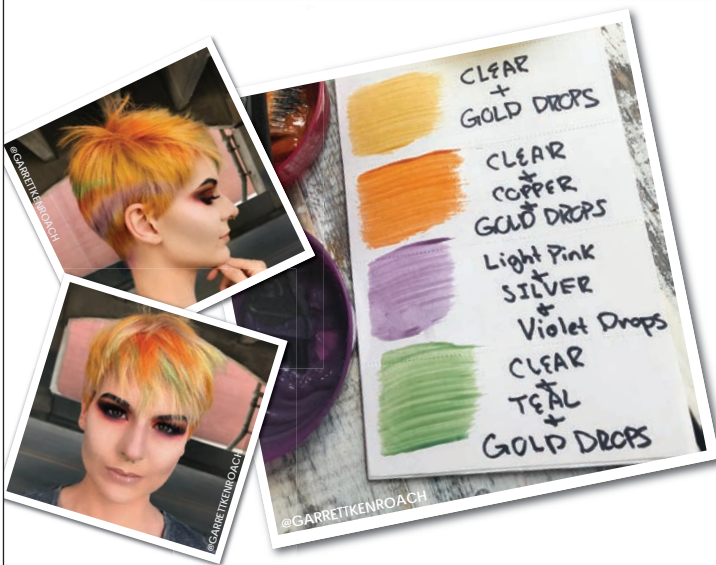 @GARRETTKENROACH
CLEAR
+
GOLD DROPS
CLEAR
+
COPPER
+
GOLD DROPS
Light Pink
+
SILVER
+
Violet Drops
CLEAR
+
TEAL
+
GOLD DROPS
@GARRETTKENROACH
@GARRETTKENROACH